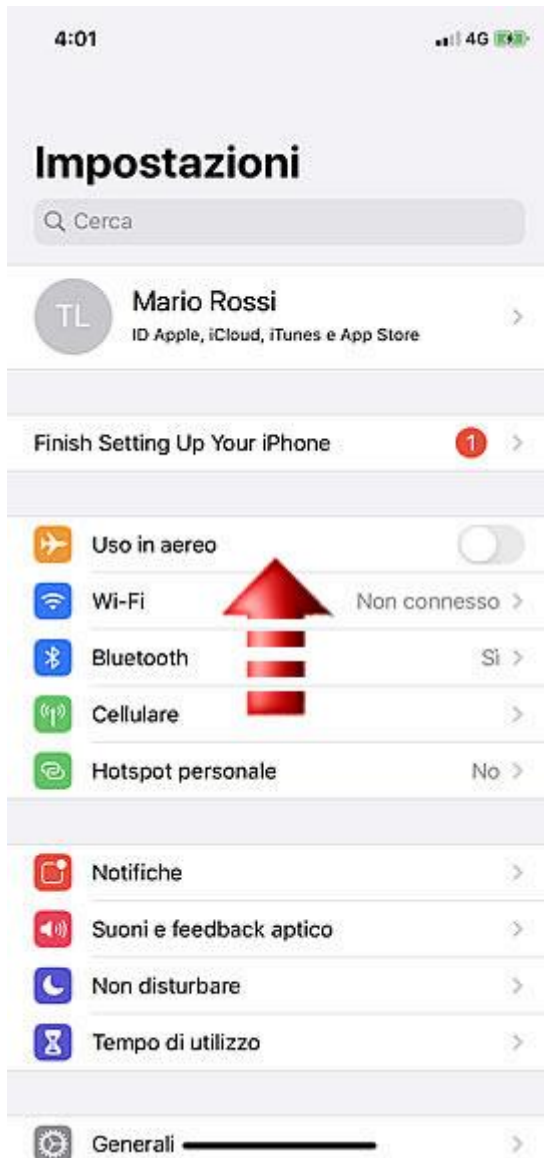 4:01
4G
Impostazioni
Cerca
TL
Mario Rossi
ID Apple, iCloud, iTunes e App Store
Finish Setting Up Your iPhone
1
Uso in aereo
Wi-Fi Non connesso
Bluetooth Sì
Cellulare
Hotspot personale No
Notifiche
Suoni e feedback aptico
Non disturbare
Tempo di utilizzo
Generali